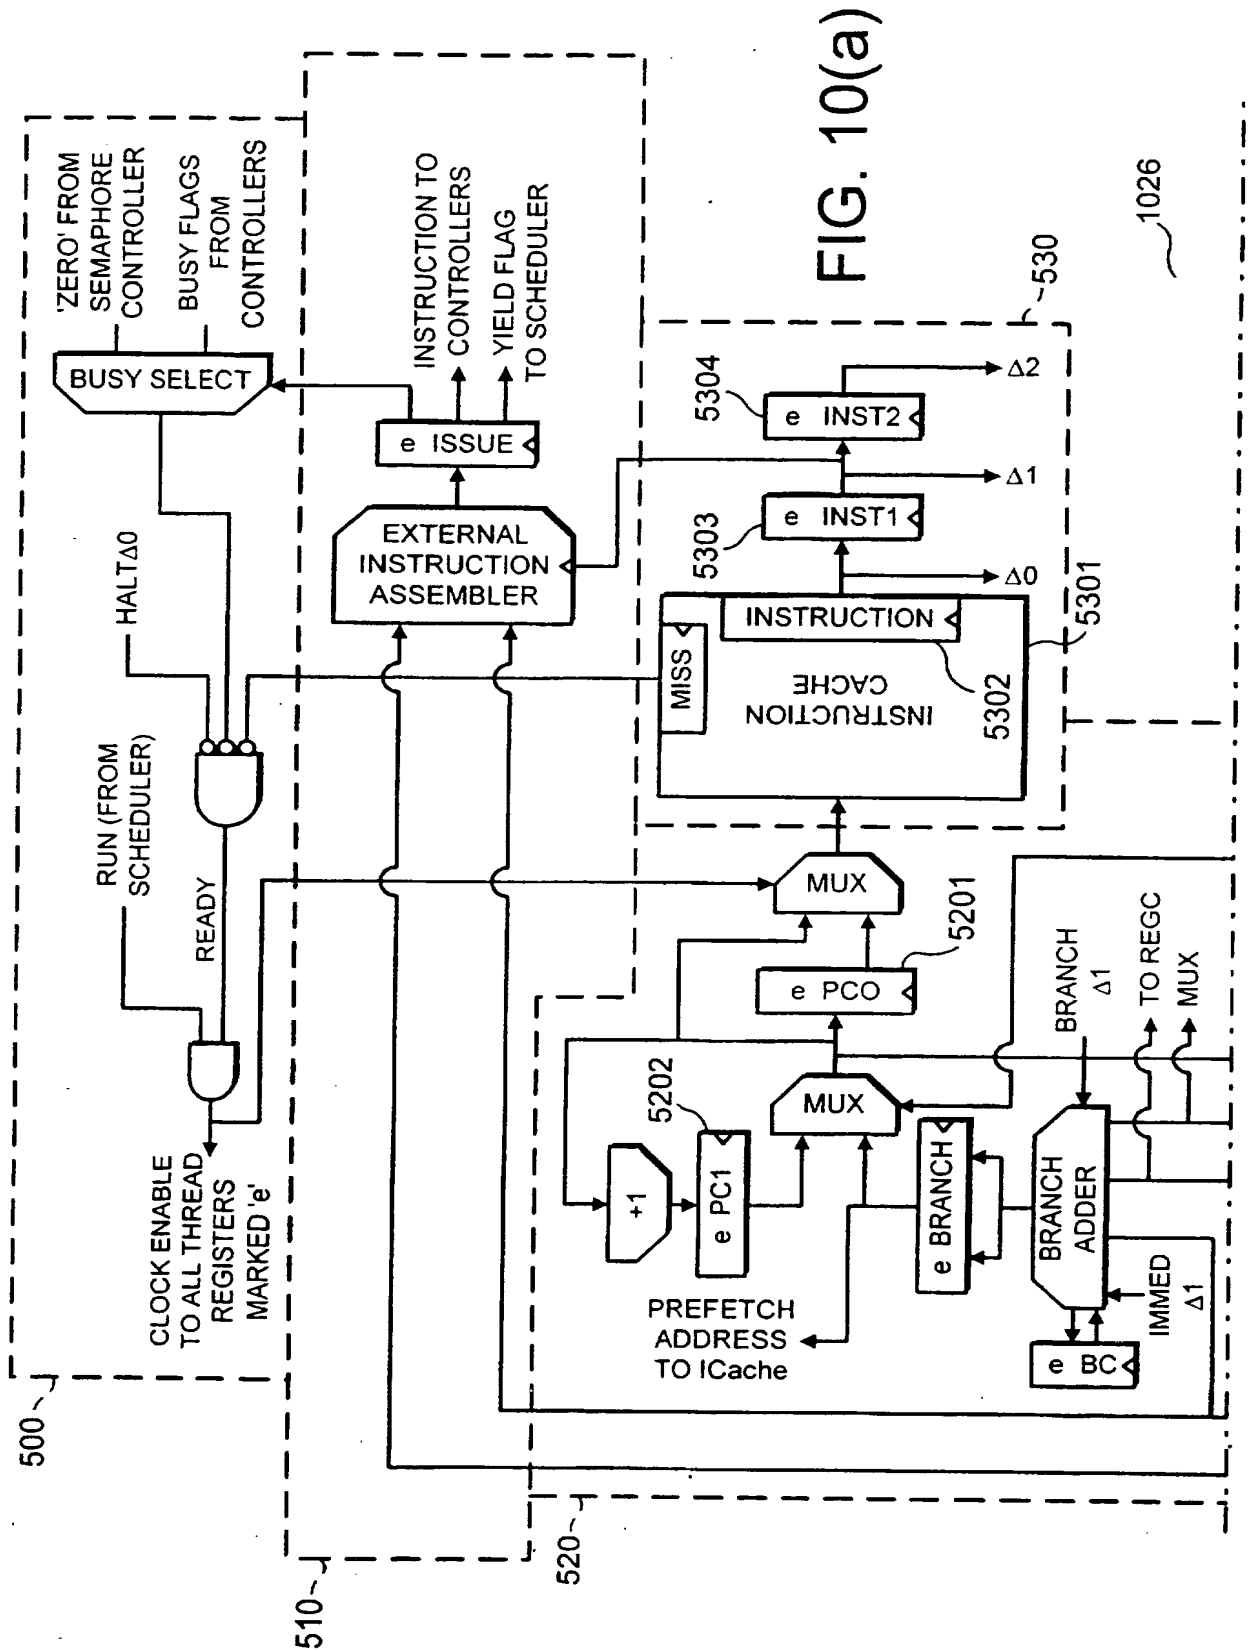 'ZERO' FROM
SEMAPHORE
CONTROLLER
BUSY FLAGS
FROM
CONTROLLERS
BUSY SELECT
HALTΔ0
RUN (FROM
SCHEDULER)
READY
CLOCK ENABLE
TO ALL THREAD
REGISTERS
MARKED 'e'
500
INSTRUCTION TO
CONTROLLERS
YIELD FLAG
TO SCHEDULER
e ISSUE
EXTERNAL
INSTRUCTION
ASSEMBLER
510
FIG. 10(a)
1026
530
5304
e INST2
Δ2
5303
e INST1
Δ1
Δ0
5301
INSTRUCTION
MISS
INSTRUCTION
CACHE
5302
MUX
5201
e PCO
MUX
5202
+1
e PC1
PREFETCH
ADDRESS
TO ICache
e BRANCH
BRANCH
Δ1
TO REGC
MUX
BRANCH
ADDER
IMMED
Δ1
e BC
520